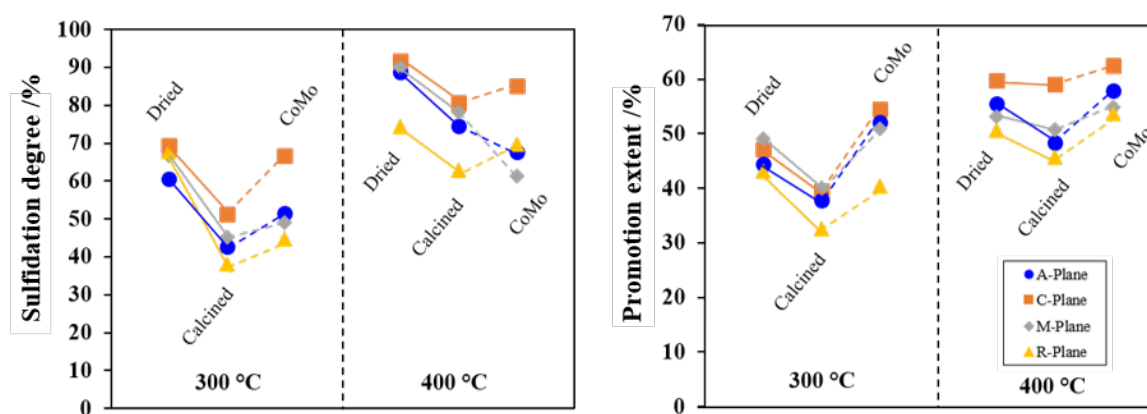 Sulfidation degree /%
100
90
80
70
60
50
40
30
20
10
0
Dried
Calcined
CoMo
300 °C
Dried
Calcined
CoMo
400 °C
Promotion extent /%
70
60
50
40
30
20
10
0
Dried
Calcined
CoMo
300 °C
Dried
Calcined
CoMo
400 °C
A-Plane
C-Plane
M-Plane
R-Plane